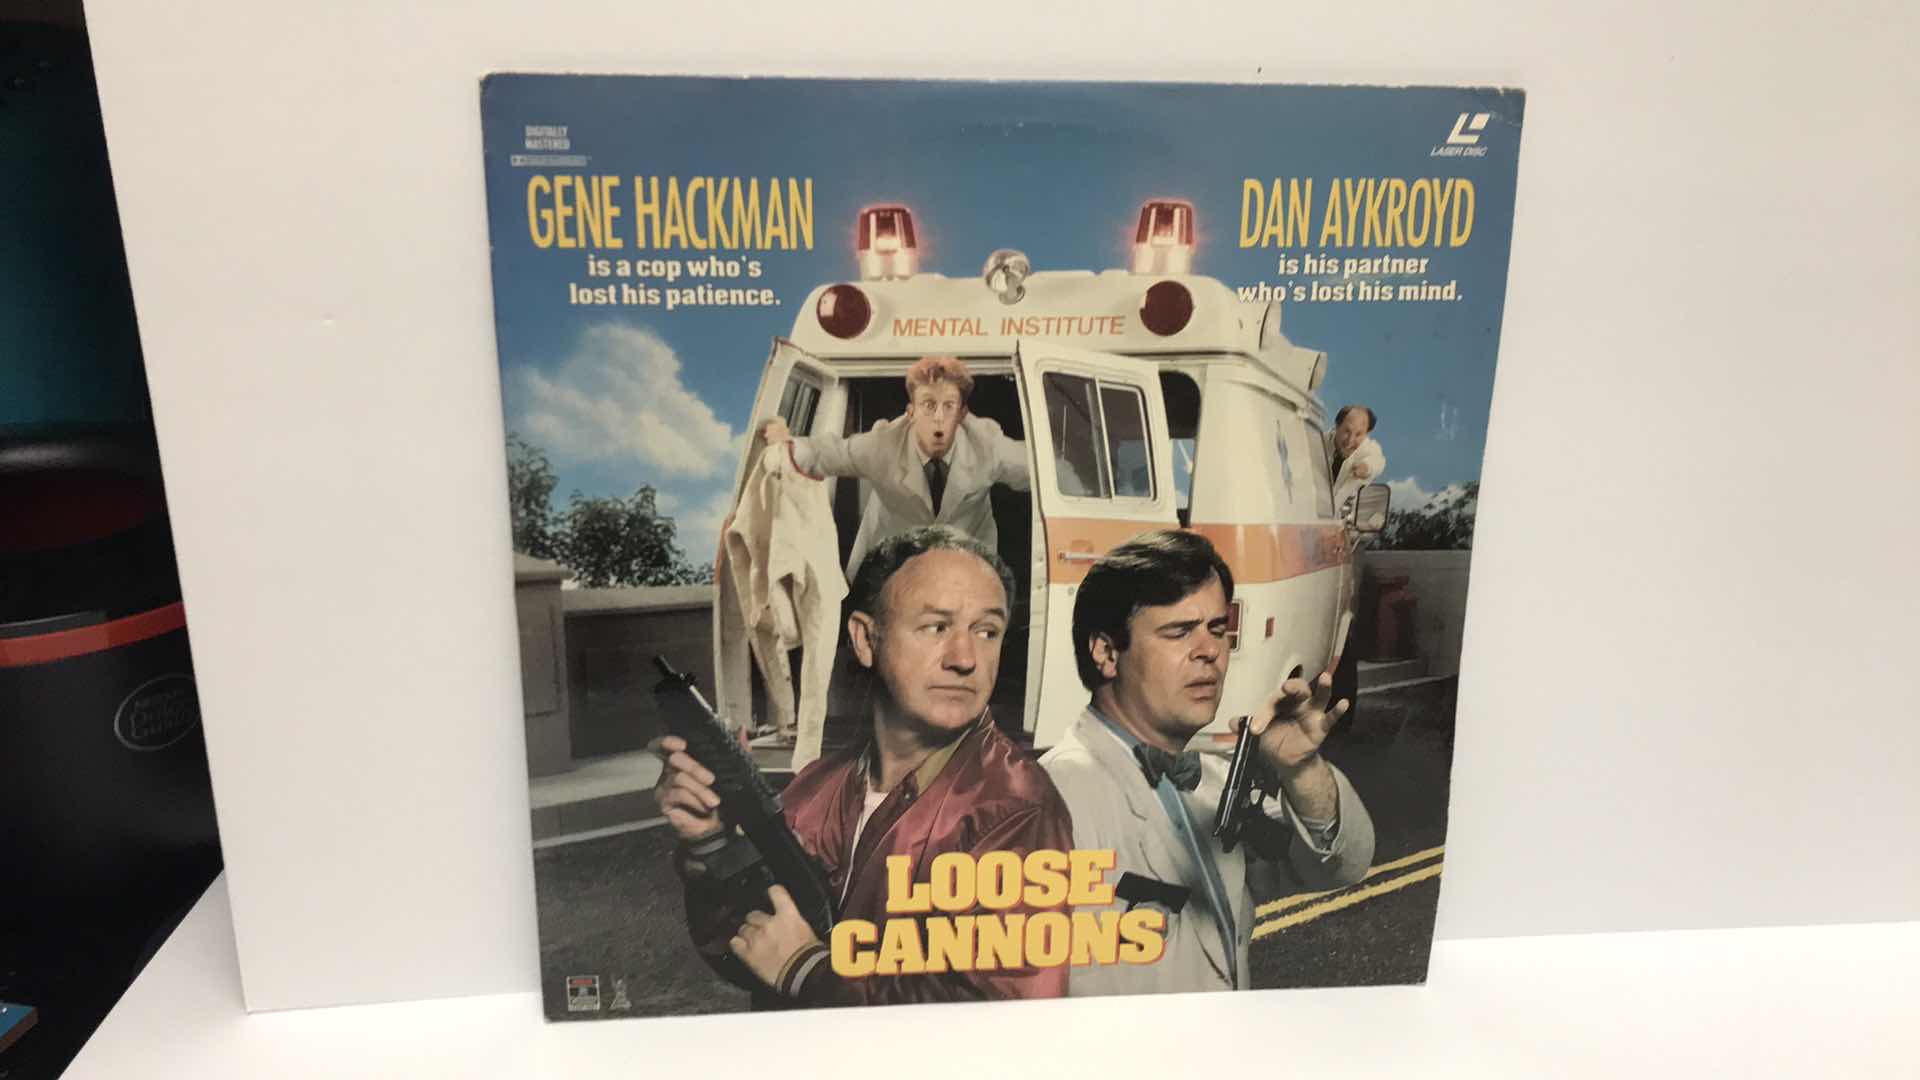 DIGITALLY
MASTERED
LASER DISC
GENE HACKMAN
is a cop who's
lost his patience.
DAN AYKROYD
is his partner
who's lost his mind.
MENTAL INSTITUTE
LOOSE
CANNONS